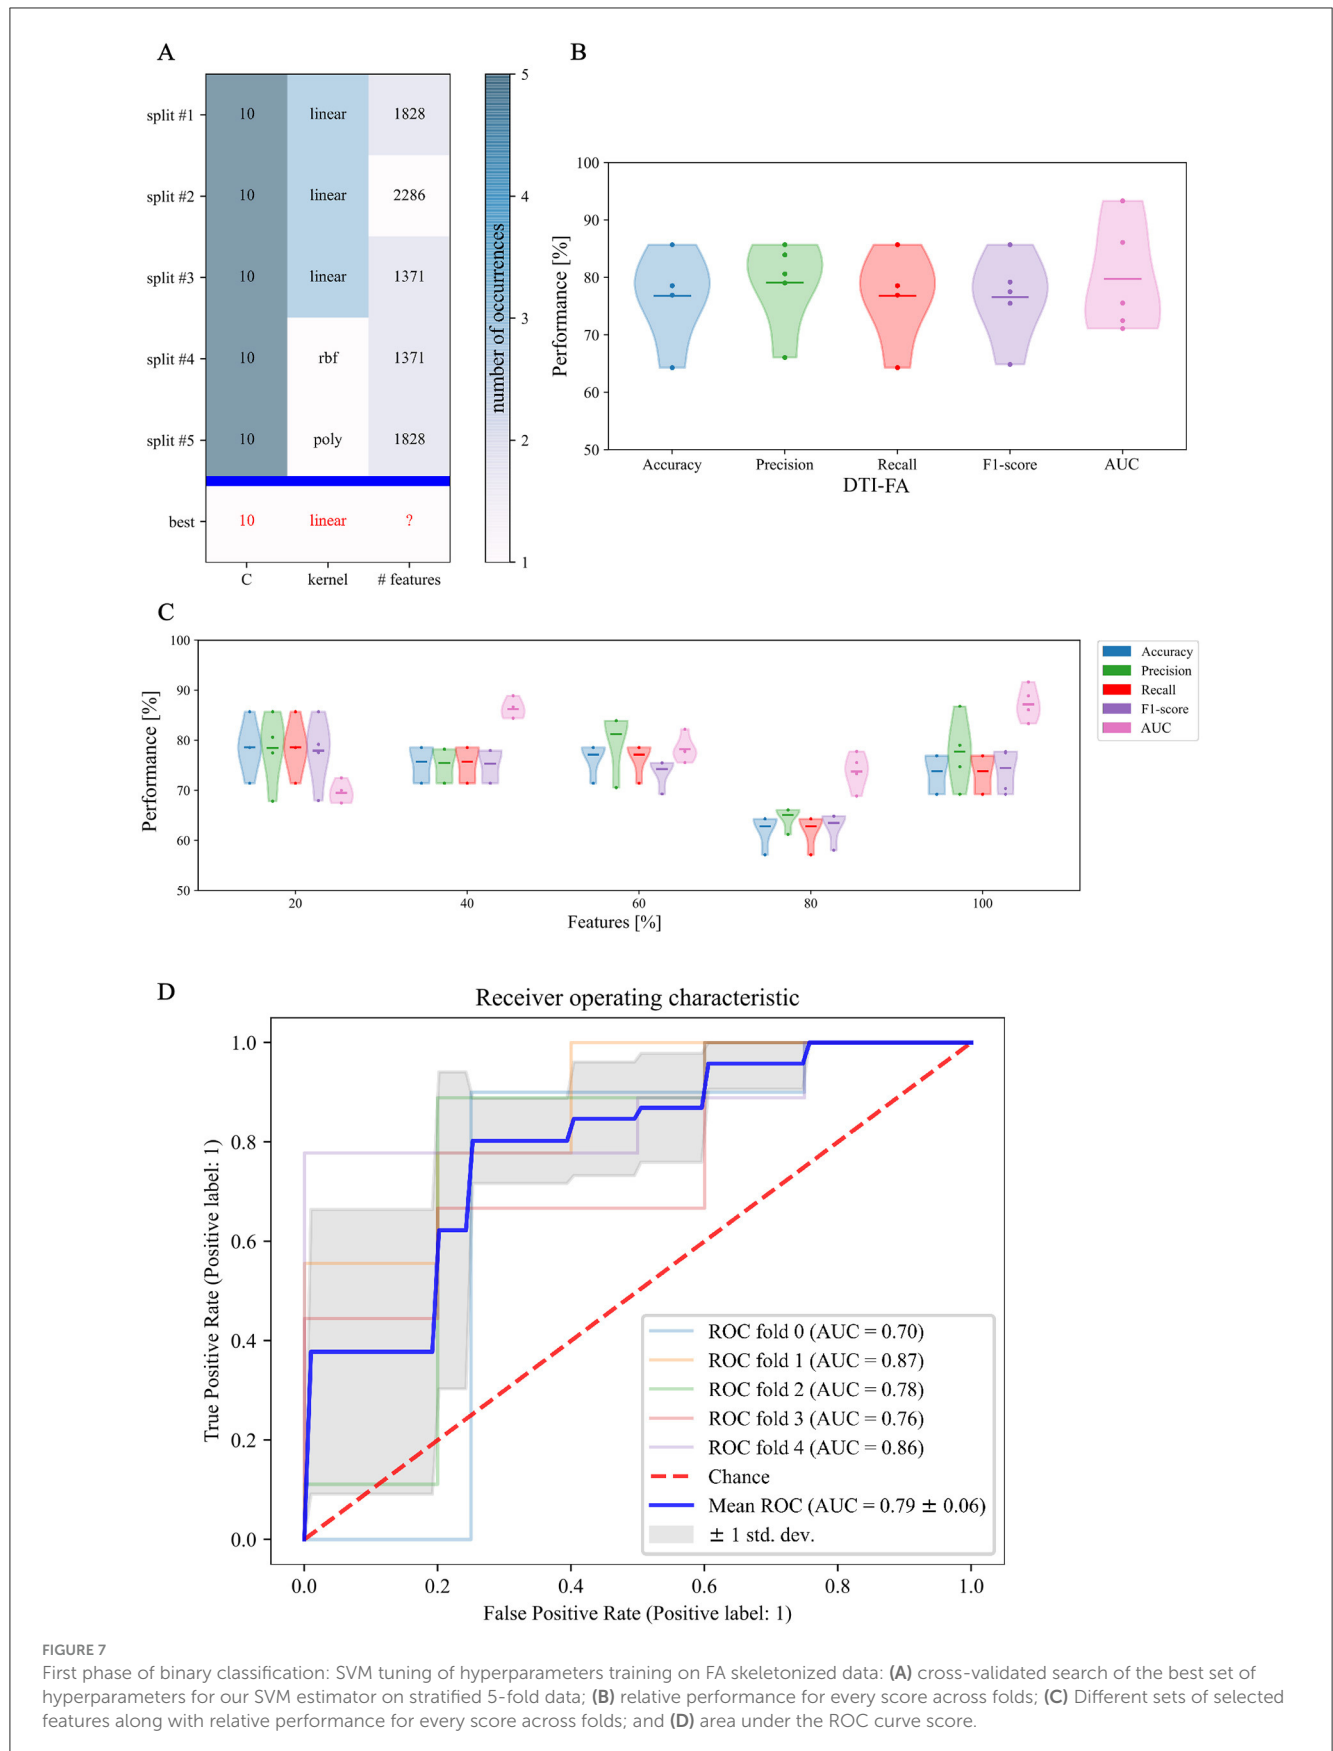 A
split #1 10 linear 1828
split #2 10 linear 2286
split #3 10 linear 1371
split #4 10 rbf 1371
split #5 10 poly 1828
best 10 linear ?
C kernel # features
5
4
3
2
1
number of occurrences
B
100
90
80
70
60
50
Performance [%]
Accuracy Precision Recall F1-score AUC
DTI-FA
C
100
90
80
70
60
50
Performance [%]
20 40 60 80 100
Features [%]
Accuracy
Precision
Recall
F1-score
AUC
D
Receiver operating characteristic
1.0
0.8
0.6
0.4
0.2
0.0
True Positive Rate (Positive label: 1)
ROC fold 0 (AUC = 0.70)
ROC fold 1 (AUC = 0.87)
ROC fold 2 (AUC = 0.78)
ROC fold 3 (AUC = 0.76)
ROC fold 4 (AUC = 0.86)
Chance
Mean ROC (AUC = 0.79 ± 0.06)
± 1 std. dev.
0.0 0.2 0.4 0.6 0.8 1.0
False Positive Rate (Positive label: 1)
FIGURE 7
First phase of binary classification: SVM tuning of hyperparameters training on FA skeletonized data: (A) cross-validated search of the best set of
hyperparameters for our SVM estimator on stratified 5-fold data; (B) relative performance for every score across folds; (C) Different sets of selected
features along with relative performance for every score across folds; and (D) area under the ROC curve score.